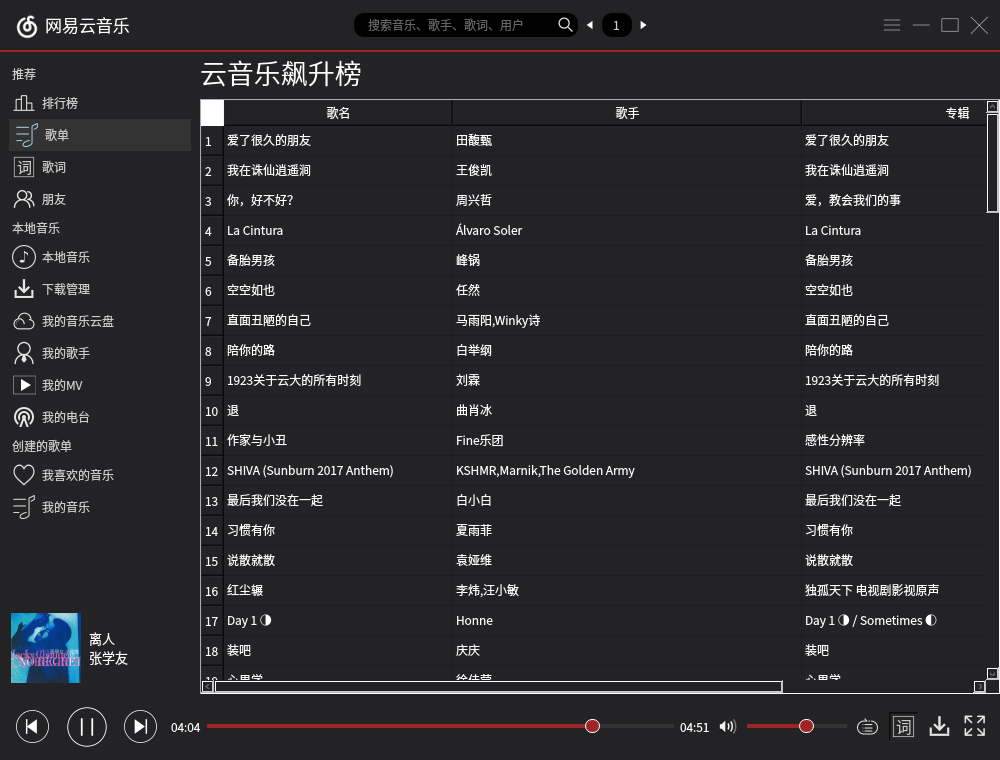 网易云音乐
搜索音乐、歌手、歌词、用户
1
推荐
排行榜
歌单
词 歌词
朋友
本地音乐
本地音乐
下载管理
我的音乐云盘
我的歌手
我的MV
我的电台
创建的歌单
我喜欢的音乐
我的音乐
云音乐飙升榜
歌名 歌手 专辑
1 爱了很久的朋友 田馥甄 爱了很久的朋友
2 我在诛仙逍遥涧 王俊凯 我在诛仙逍遥涧
3 你，好不好？ 周兴哲 爱，教会我们的事
4 La Cintura Álvaro Soler La Cintura
5 备胎男孩 峰锅 备胎男孩
6 空空如也 任然 空空如也
7 直面丑陋的自己 马雨阳,Winky诗 直面丑陋的自己
8 陪你的路 白举纲 陪你的路
9 1923关于云大的所有时刻 刘霖 1923关于云大的所有时刻
10 退 曲肖冰 退
11 作家与小丑 Fine乐团 感性分辨率
12 SHIVA (Sunburn 2017 Anthem) KSHMR,Marnik,The Golden Army SHIVA (Sunburn 2017 Anthem)
13 最后我们没在一起 白小白 最后我们没在一起
14 习惯有你 夏雨菲 习惯有你
15 说散就散 袁娅维 说散就散
16 红尘辗 李炜,汪小敏 独孤天下 电视剧影视原声
17 Day 1 ◑ Honne Day 1 ◑ / Sometimes ◐
18 装吧 庆庆 装吧
19 心里学 徐佳莹 心里学
离人
张学友
04:04 04:51 词